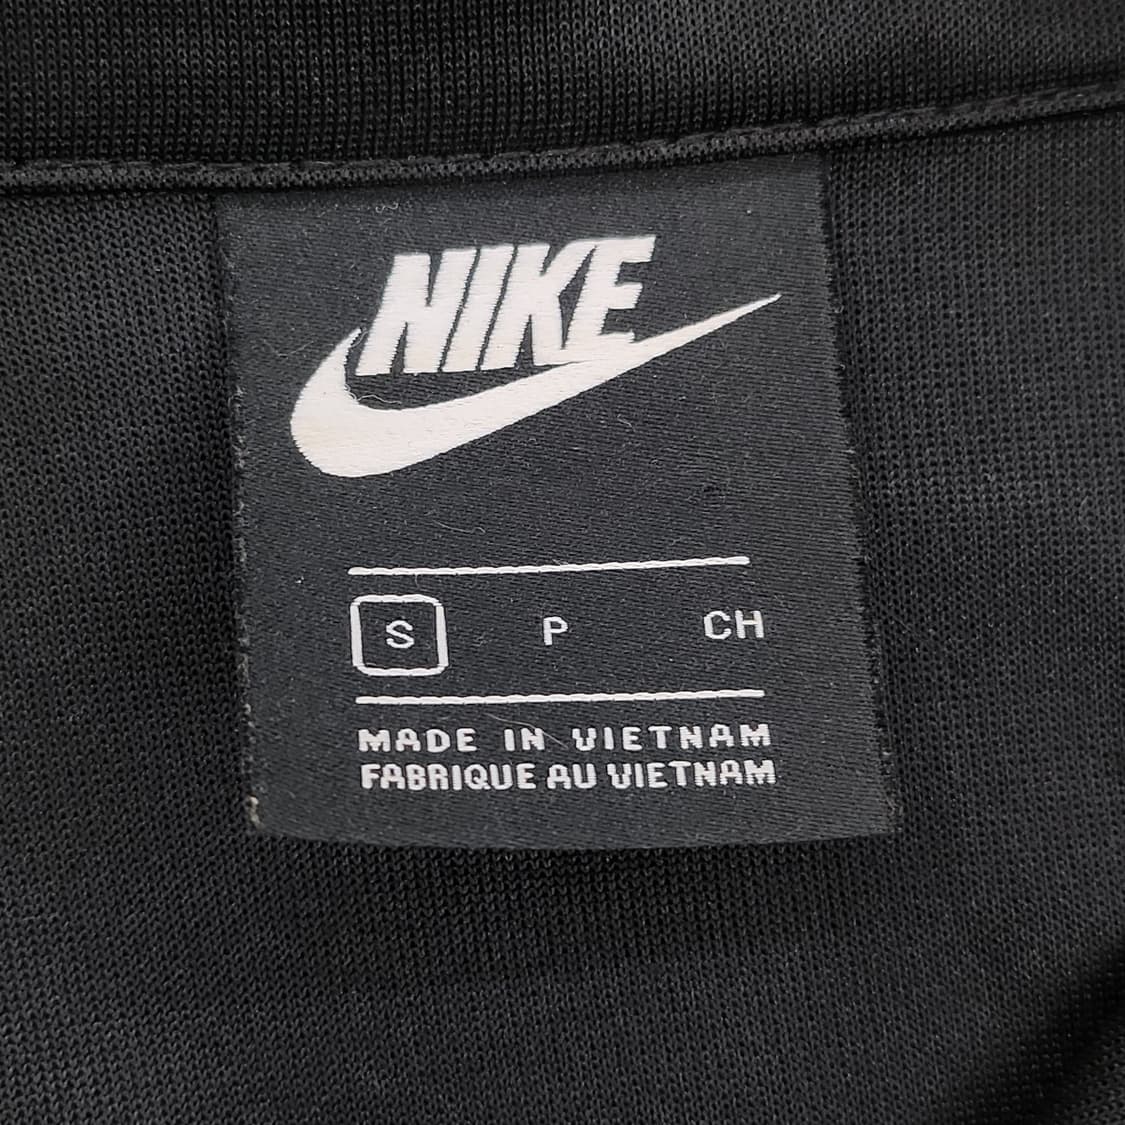 NIKE
S P CH
MADE IN VIETNAM
FABRIQUE AU VIETNAM